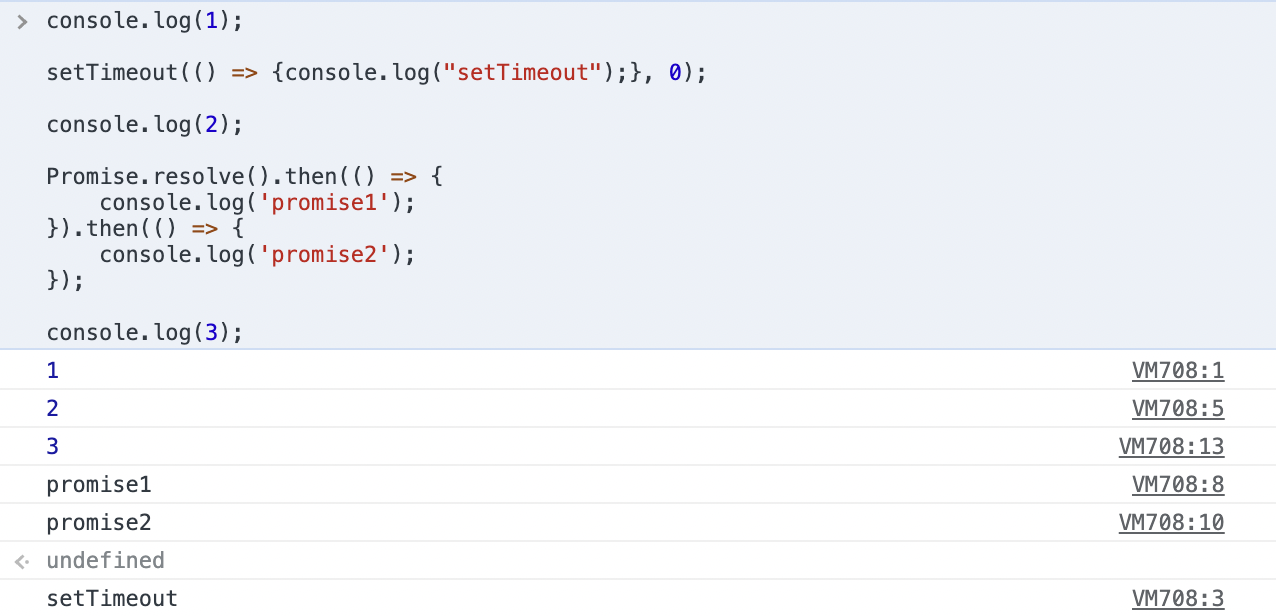 > console.log(1);
setTimeout(() => {console.log("setTimeout");}, 0);
console.log(2);
Promise.resolve().then(() => {
    console.log('promise1');
}).then(() => {
    console.log('promise2');
});
console.log(3);
1 VM708:1
2 VM708:5
3 VM708:13
promise1 VM708:8
promise2 VM708:10
undefined
setTimeout VM708:3